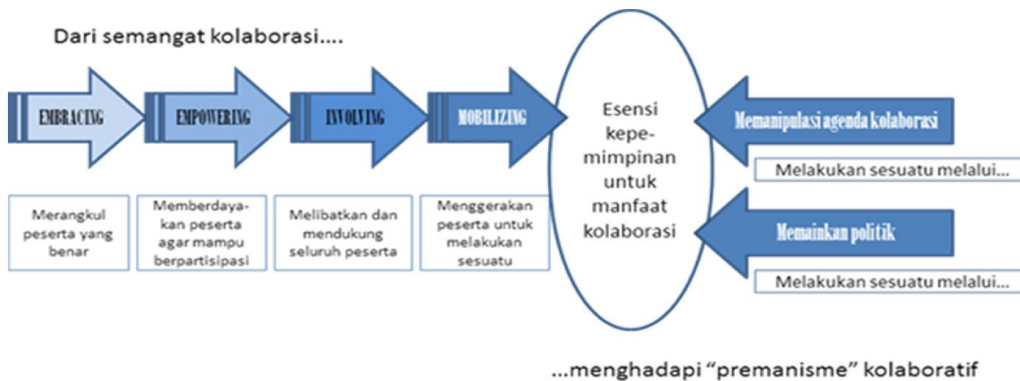 Dari semangat kolaborasi....
EMBRACING
EMPOWERING
INVOLVING
MOBILIZING
Merangkul
peserta yang
benar
Memberdaya-
kan peserta
agar mampu
berpartisipasi
Melibatkan dan
mendukung
seluruh peserta
Menggerakan
peserta untuk
melakukan
sesuatu
Esensi
kepe-
mimpinan
untuk
manfaat
kolaborasi
Memanipulasi agenda kolaborasi
Melakukan sesuatu melalui...
Memainkan politik
Melakukan sesuatu melalui...
...menghadapi “premanisme” kolaboratif